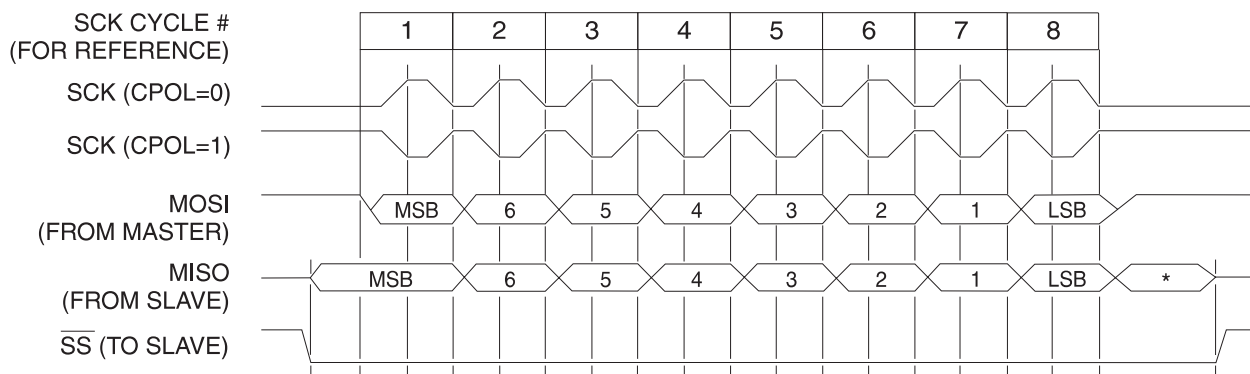 SCK CYCLE #
(FOR REFERENCE)
1 2 3 4 5 6 7 8
SCK (CPOL=0)
SCK (CPOL=1)
MOSI
(FROM MASTER)
MSB 6 5 4 3 2 1 LSB
MISO
(FROM SLAVE)
MSB 6 5 4 3 2 1 LSB *
SS (TO SLAVE)